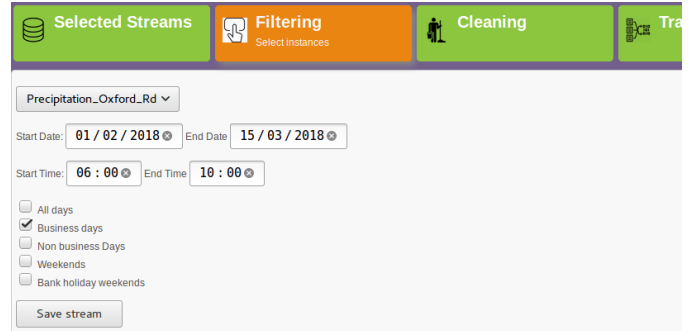 Selected Streams
Filtering
Select instances
Cleaning
Tra
Precipitation_Oxford_Rd
Start Date: 01/02/2018 End Date 15/03/2018
Start Time: 06:00 End Time 10:00
All days
Business days
Non business Days
Weekends
Bank holiday weekends
Save stream